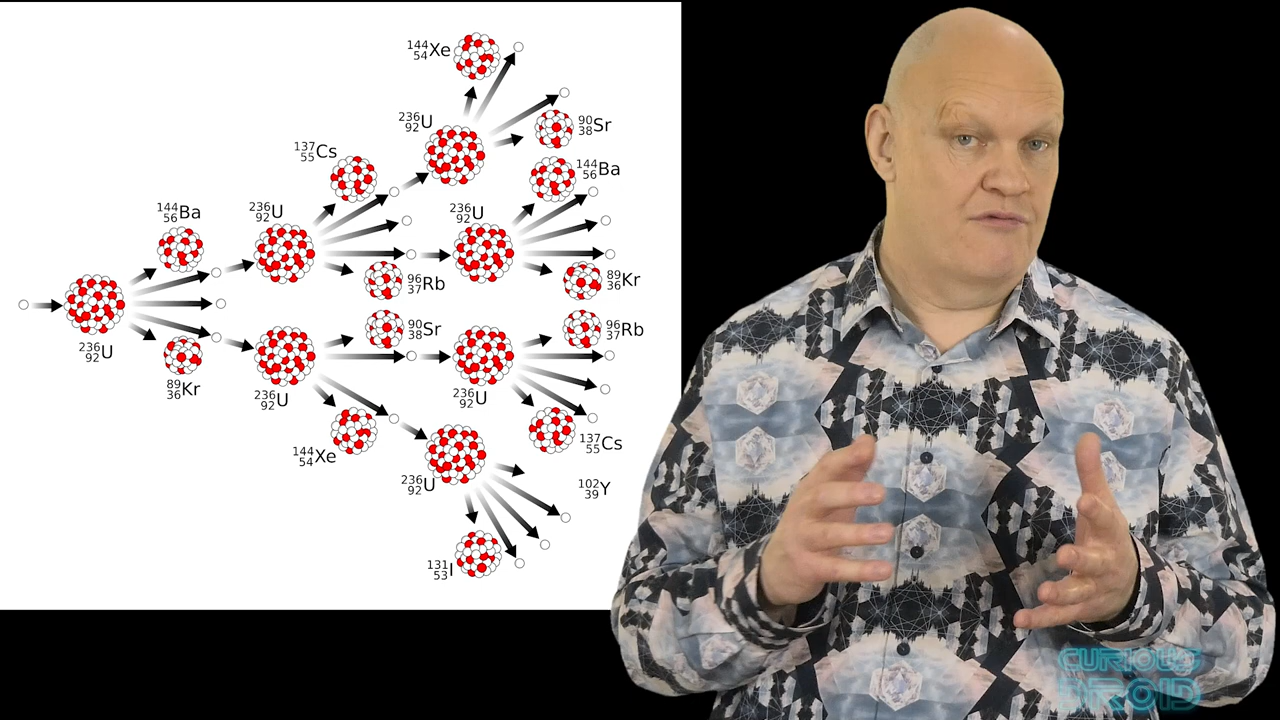 144 54 Xe
236 92 U
90 38 Sr
137 55 Cs
144 56 Ba
144 56 Ba
236 92 U
236 92 U
96 37 Rb
89 36 Kr
236 92 U
90 38 Sr
96 37 Rb
89 36 Kr
236 92 U
236 92 U
144 54 Xe
137 55 Cs
236 92 U
102 39 Y
131 53 I
CURIOUS
DROID